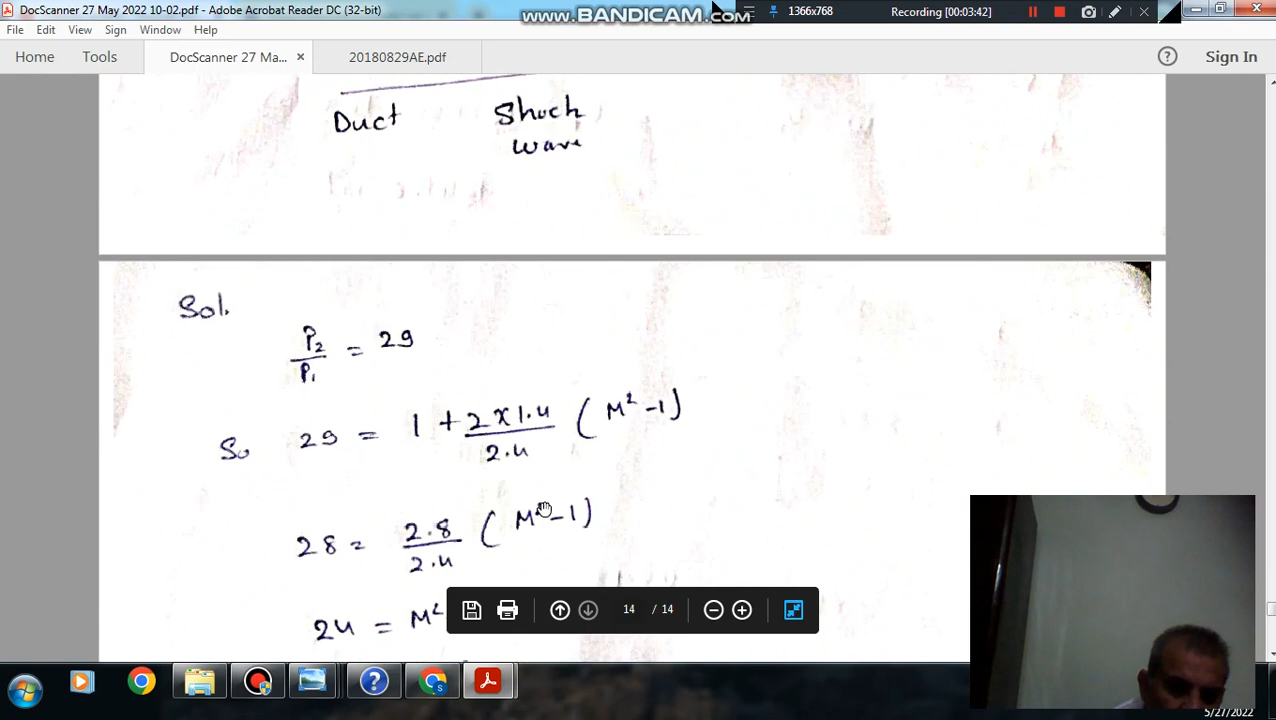 DocScanner 27 May 2022 10-02.pdf - Adobe Acrobat Reader DC (32-bit)
www.BANDICAM.com
1366x768
Recording [00:03:42]
File Edit View Sign Window Help
Home Tools DocScanner 27 Ma... × 20180829AE.pdf
? Sign In
Duct Shock
wave
Sol.
P₂/P₁ = 29
So 29 = 1 + 2×1.4/2.4 (M² -1)
28 = 2.8/2.4 (M² -1)
24 = M²
14 / 14
5/27/2022